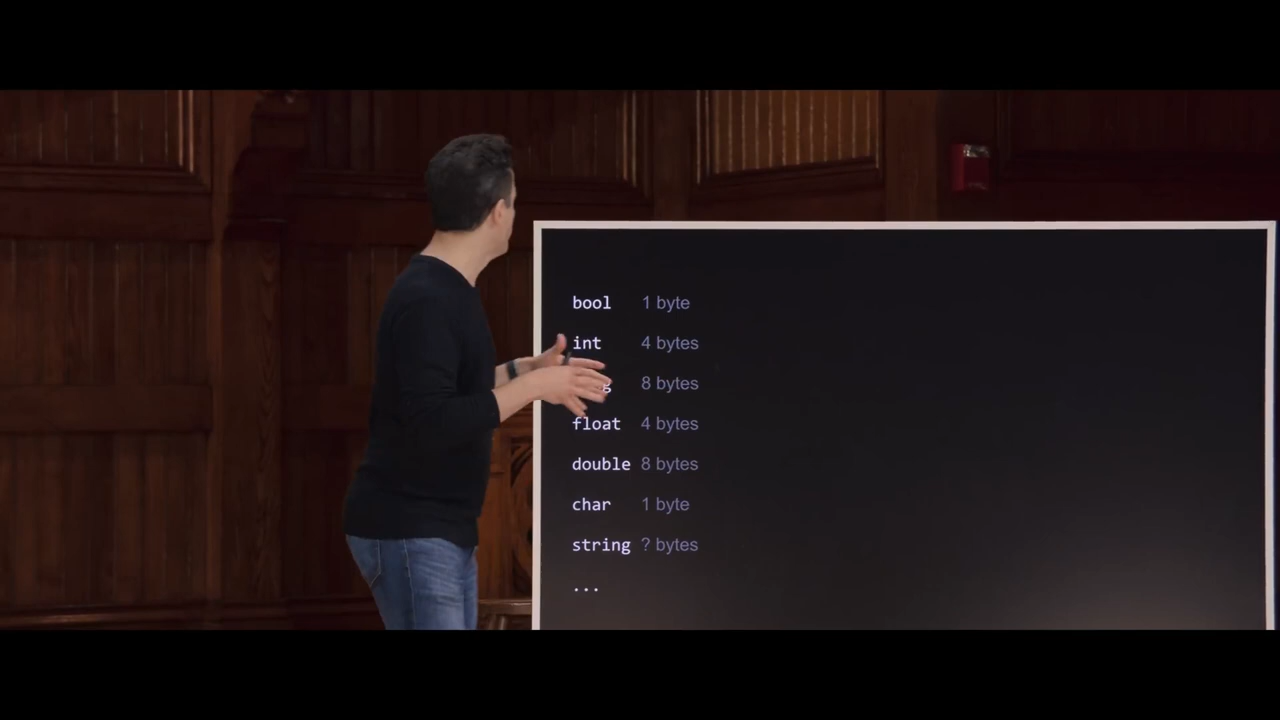 bool 1 byte
int 4 bytes
8 bytes
float 4 bytes
double 8 bytes
char 1 byte
string ? bytes
...